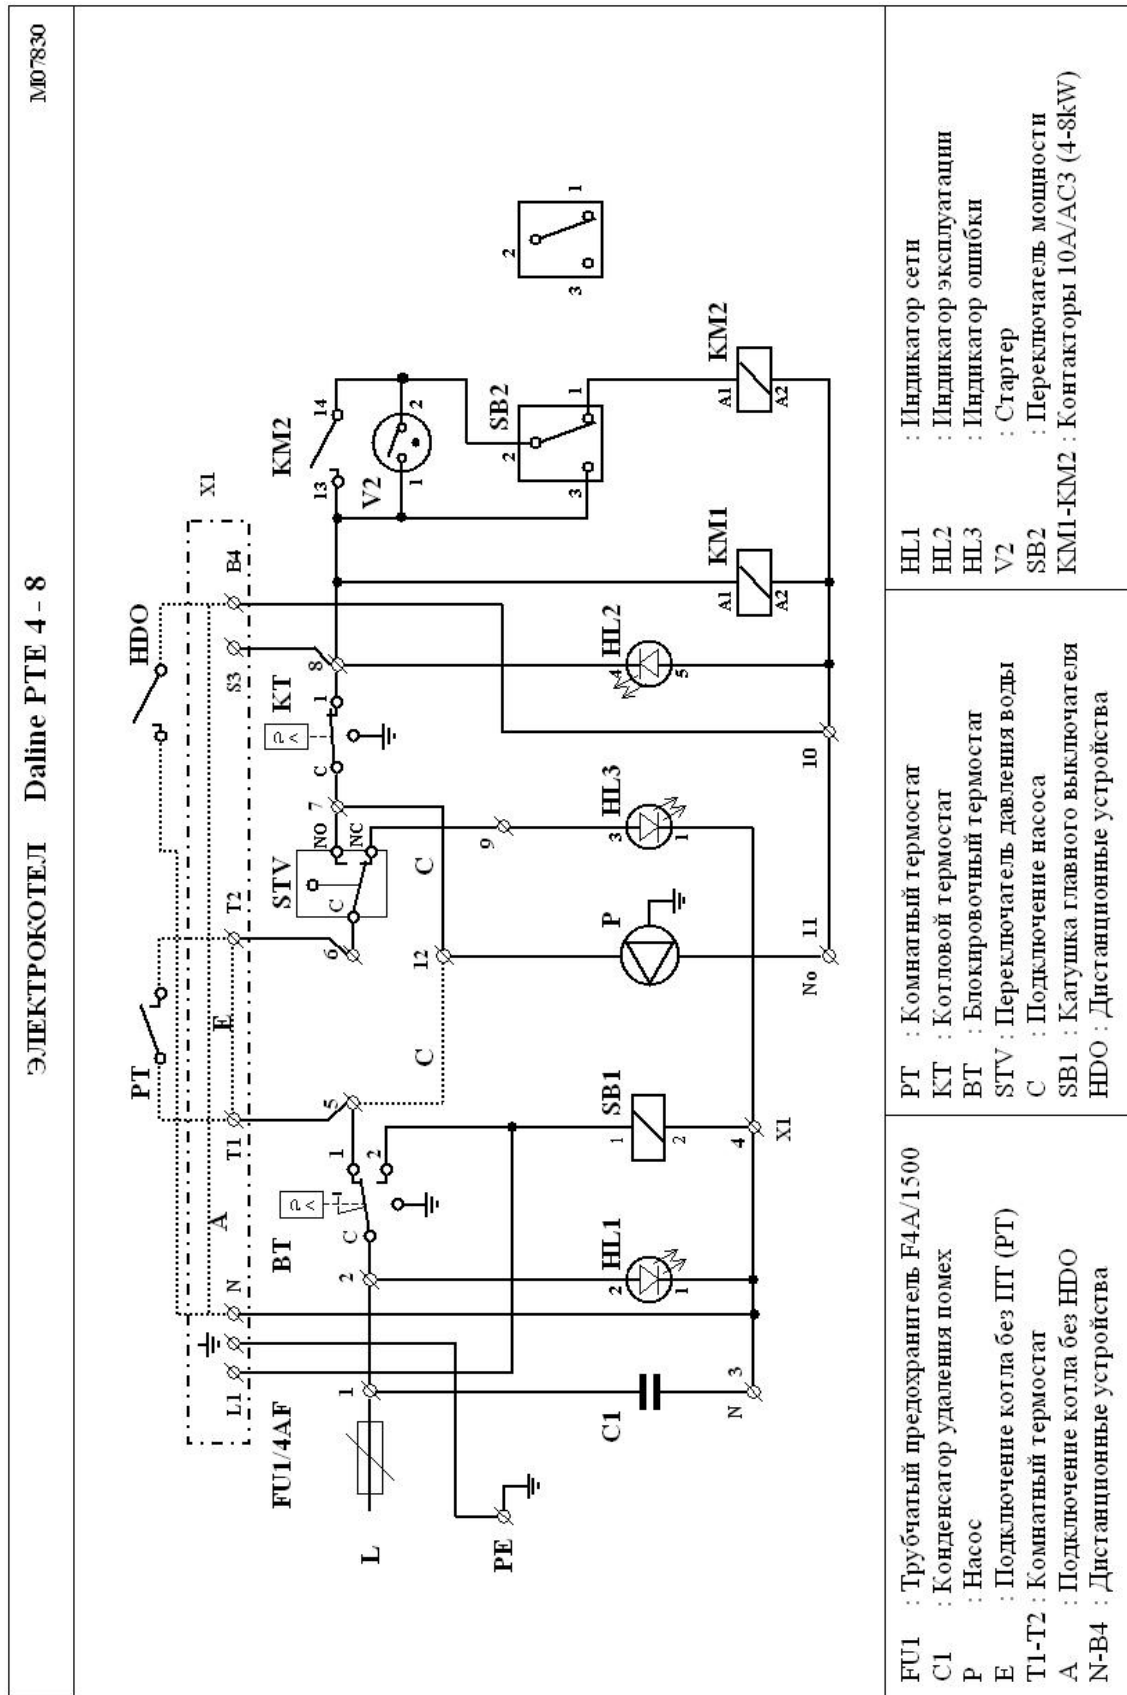 ЭЛЕКТРОКОТЕЛ Daline PTE 4 - 8
M07830
HDO
PT
X1
L1
N
A
T1
E
T2
S3
B4
FU1/4AF
BT
STV
KT
KM2
L
1
2
C
1
2
5
6
C
NO
NC
7
C
1
8
13
14
V2
1
2
SB2
2
3
1
2
3
1
PE
C
12
C
9
C1
HL1
2
1
SB1
1
2
P
HL3
3
1
HL2
4
5
KM1
A1
A2
KM2
A1
A2
N
3
4
X1
No
11
10
FU1 : Трубчатый предохранитель F4A/1500
C1 : Конденсатор удаления помех
P : Насос
E : Подключение котла без ПТ (PT)
T1-T2 : Комнатный термостат
A : Подключение котла без HDO
N-B4 : Дистанционные устройства
PT : Комнатный термостат
KT : Котловой термостат
BT : Блокировочный термостат
STV : Переключатель давления воды
C : Подключение насоса
SB1 : Катушка главного выключателя
HDO : Дистанционные устройства
HL1 : Индикатор сети
HL2 : Индикатор эксплуатации
HL3 : Индикатор ошибки
V2 : Стартер
SB2 : Переключатель мощности
KM1-KM2 : Контакторы 10A/AC3 (4-8kW)